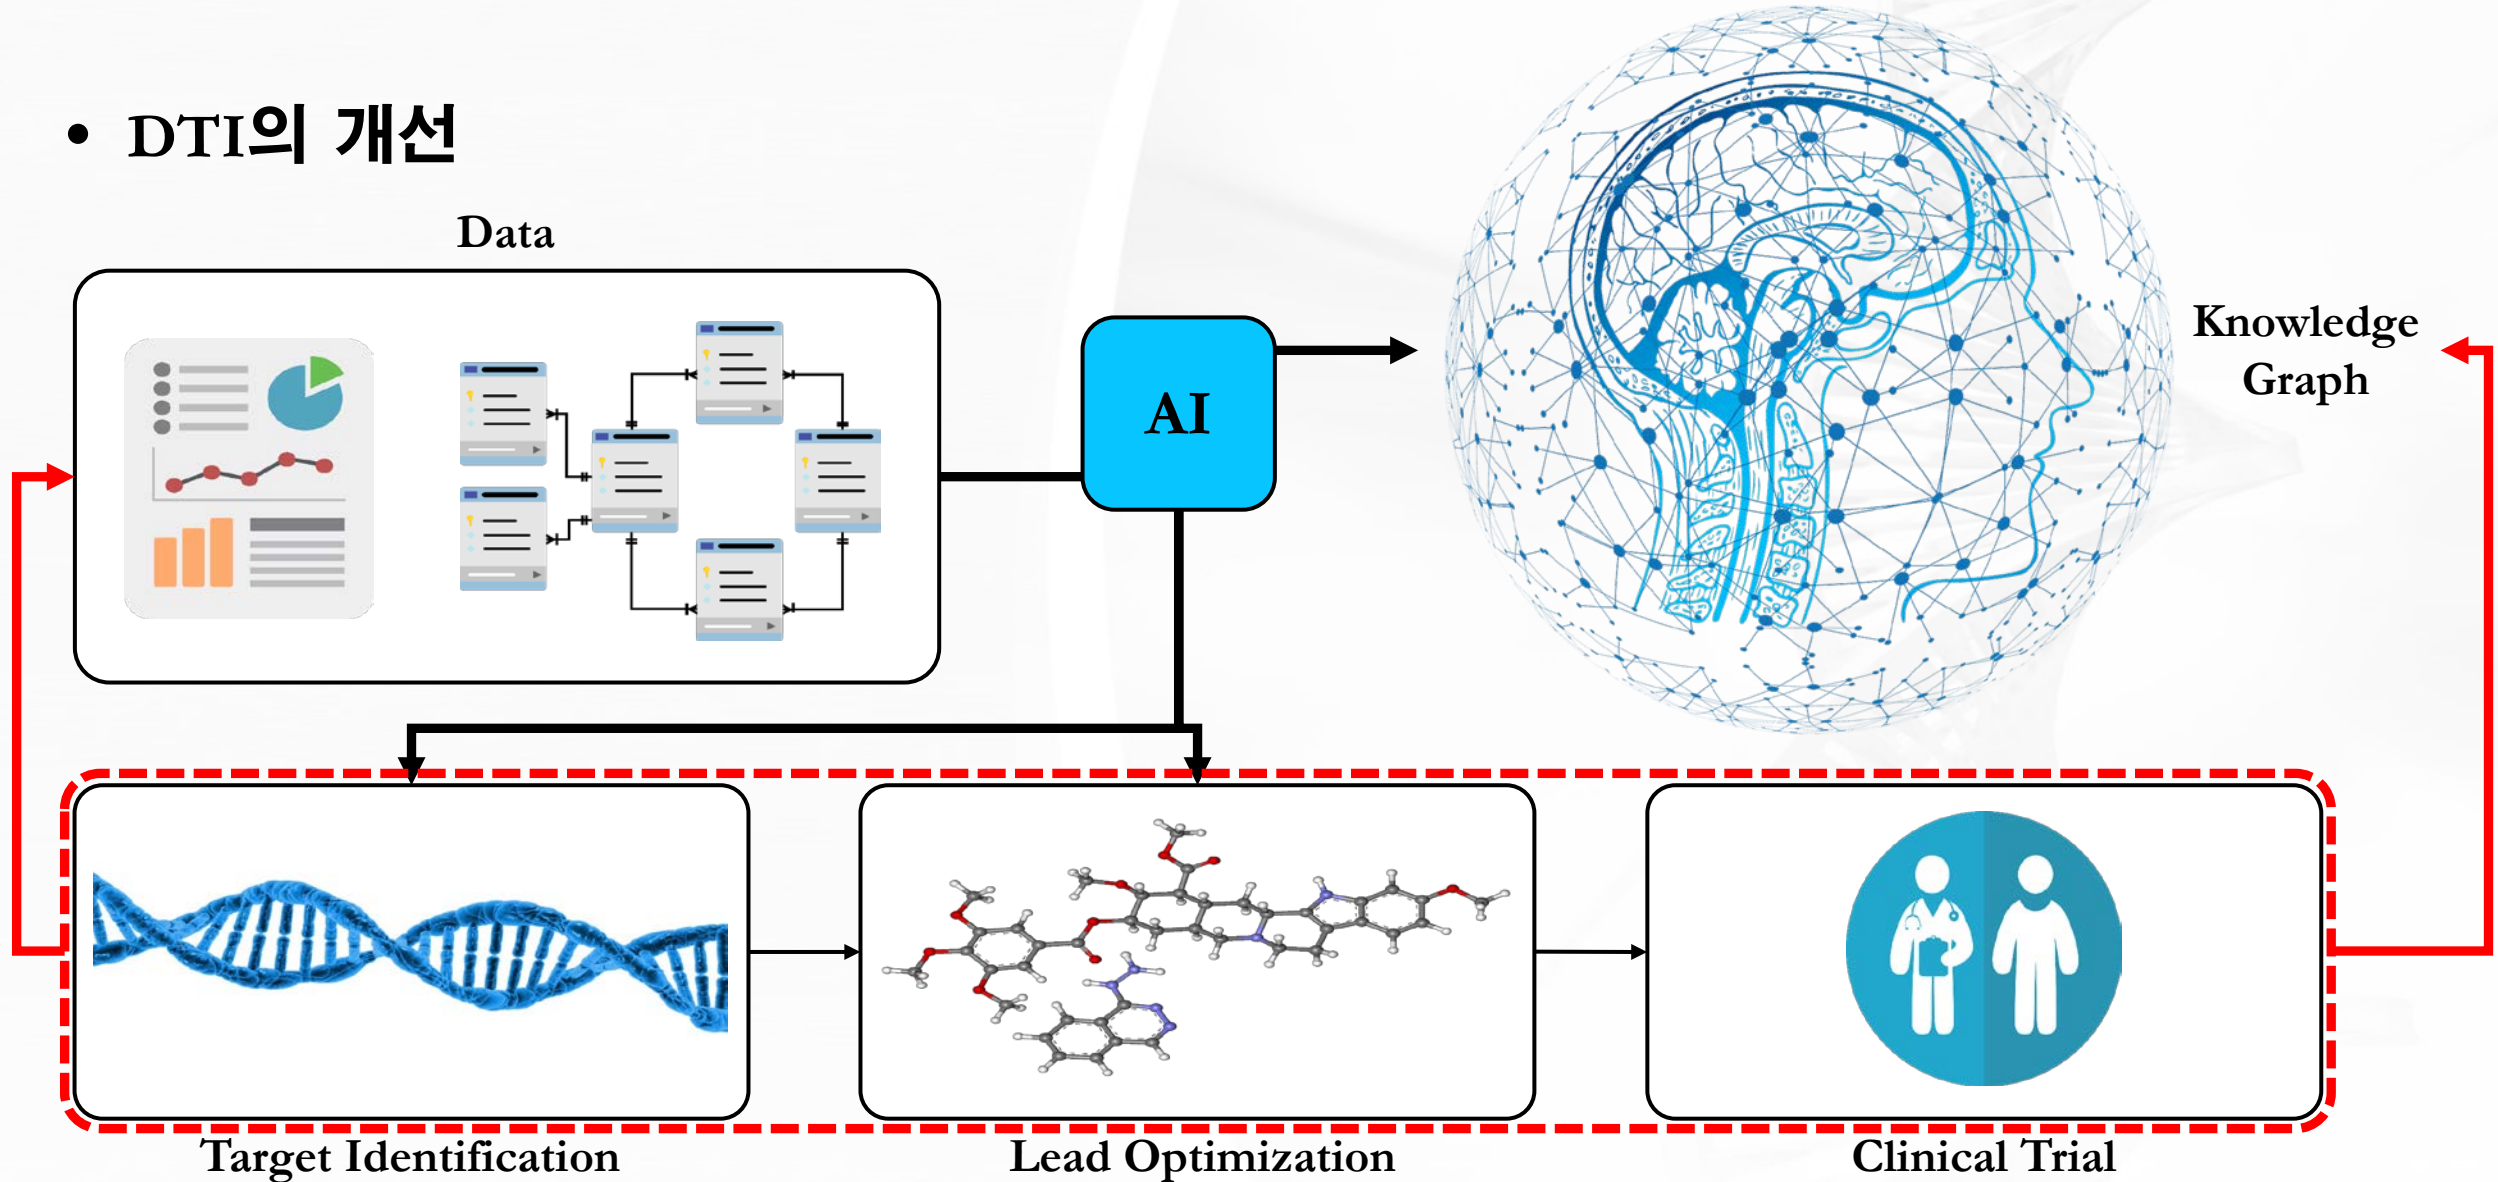 • DTI의 개선
Data
AI
Knowledge
Graph
Target Identification
Lead Optimization
Clinical Trial